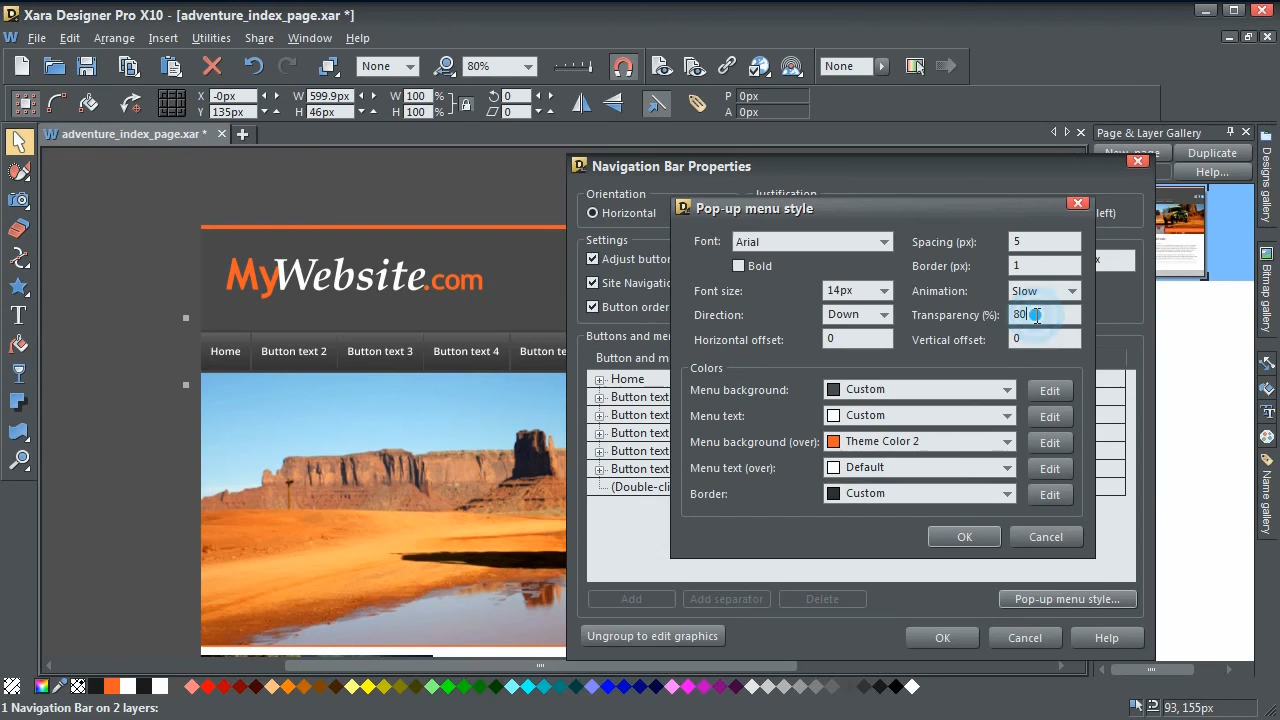 Xara Designer Pro X10 - [adventure_index_page.xar *]
File Edit Arrange Insert Utilities Share Window Help
None 80% None
X -0px W 599.9px W 100 % 0 P 0px
Y 135px H 46px H 100 % 0 A 0px
adventure_index_page.xar *
Page & Layer Gallery
Duplicate
Help...
Designs gallery
Bitmap gallery
Name gallery
MyWebsite.com
Home Button text 2 Button text 3 Button text 4
Navigation Bar Properties
Orientation
Horizontal
left)
Settings
Adjust button
Site Navigatio
Button order
Buttons and me
Button and m
Home
Button text
Button text
Button text
Button text
Button text
(Double-cli
Add Add separator Delete Pop-up menu style...
Ungroup to edit graphics OK Cancel Help
Pop-up menu style
Font: Arial Spacing (px): 5
Bold Border (px): 1
Font size: 14px Animation: Slow
Direction: Down Transparency (%): 80
Horizontal offset: 0 Vertical offset: 0
Colors
Menu background: Custom Edit
Menu text: Custom Edit
Menu background (over): Theme Color 2 Edit
Menu text (over): Default Edit
Border: Custom Edit
OK Cancel
1 Navigation Bar on 2 layers: 93, 155px